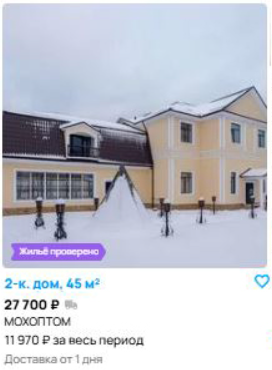 Жильё проверено
2-к. дом, 45 м²
27 700 ₽
МОХОПТОМ
11 970 ₽ за весь период
Доставка от 1 дня